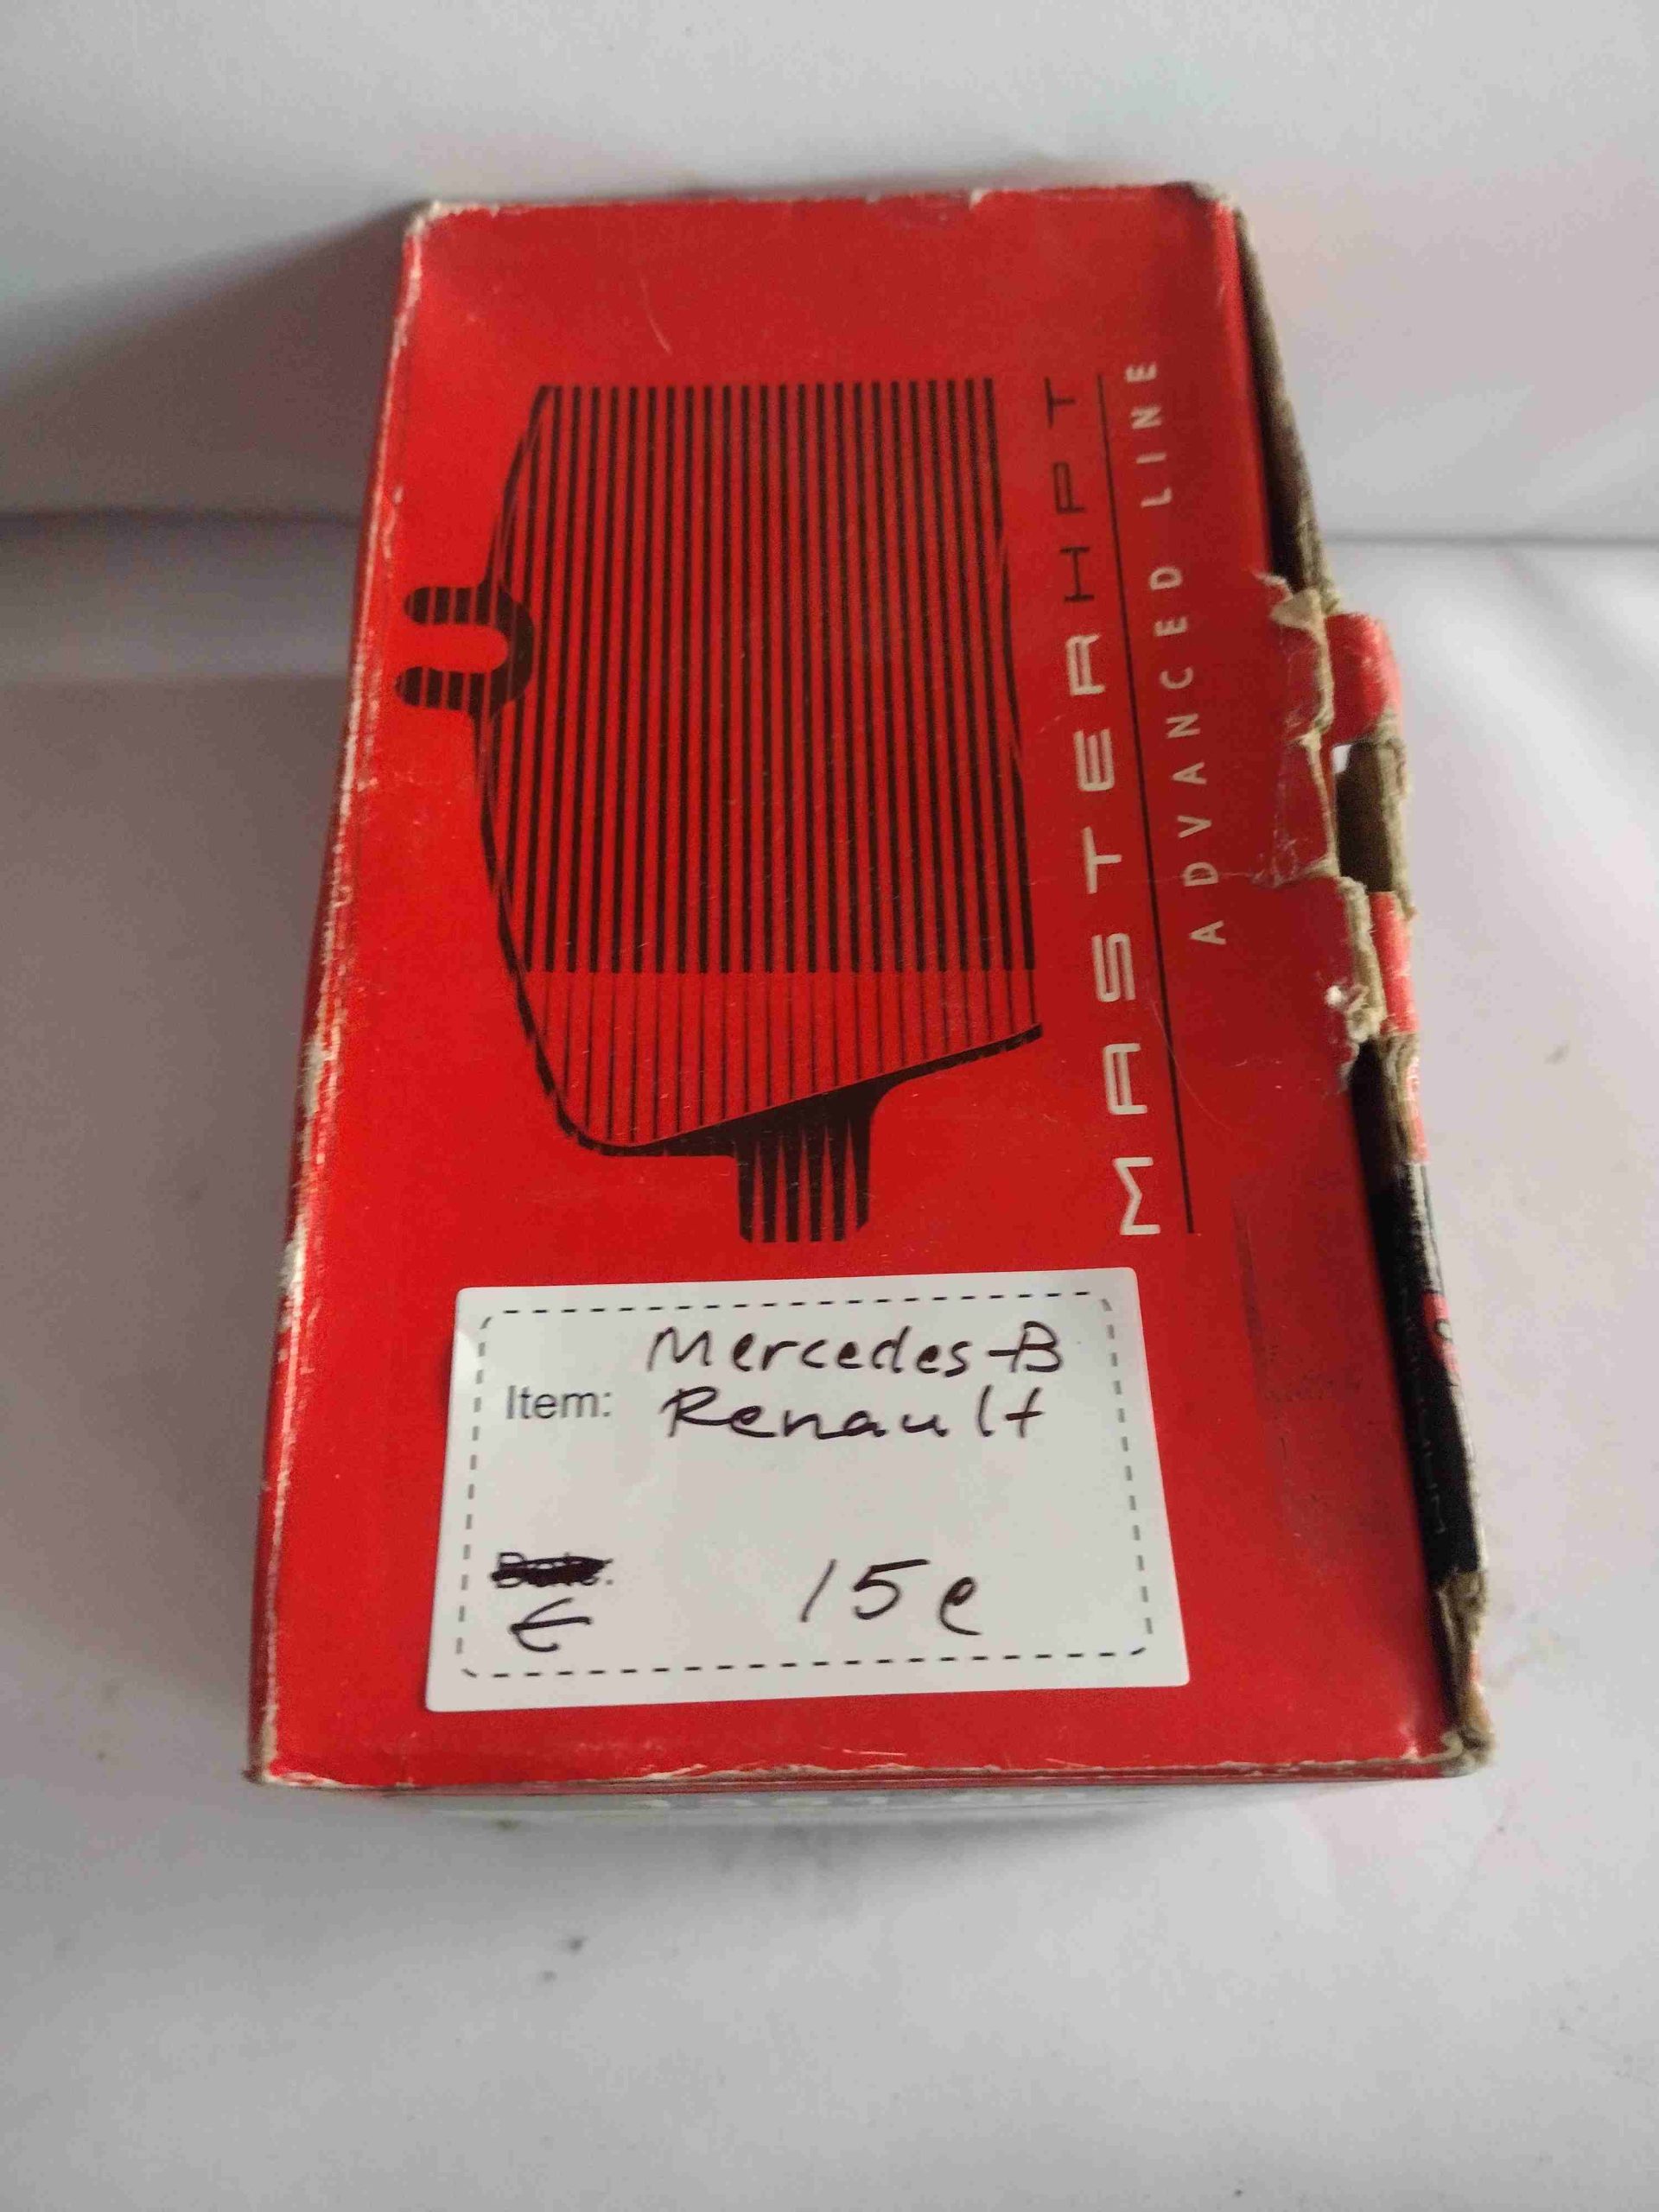 MASTERHPT
ADVANCED LINE
Mercedes-B
Item: Renault
€ 15e